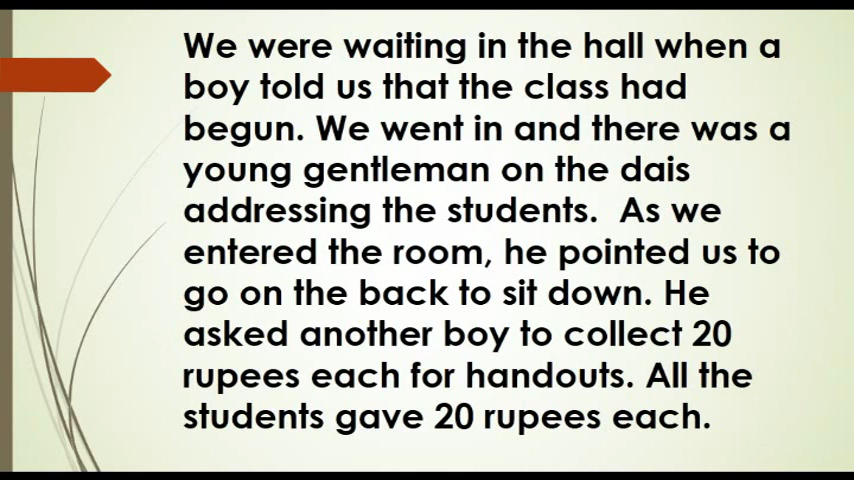 We were waiting in the hall when a
boy told us that the class had
begun. We went in and there was a
young gentleman on the dais
addressing the students.  As we
entered the room, he pointed us to
go on the back to sit down. He
asked another boy to collect 20
rupees each for handouts. All the
students gave 20 rupees each.